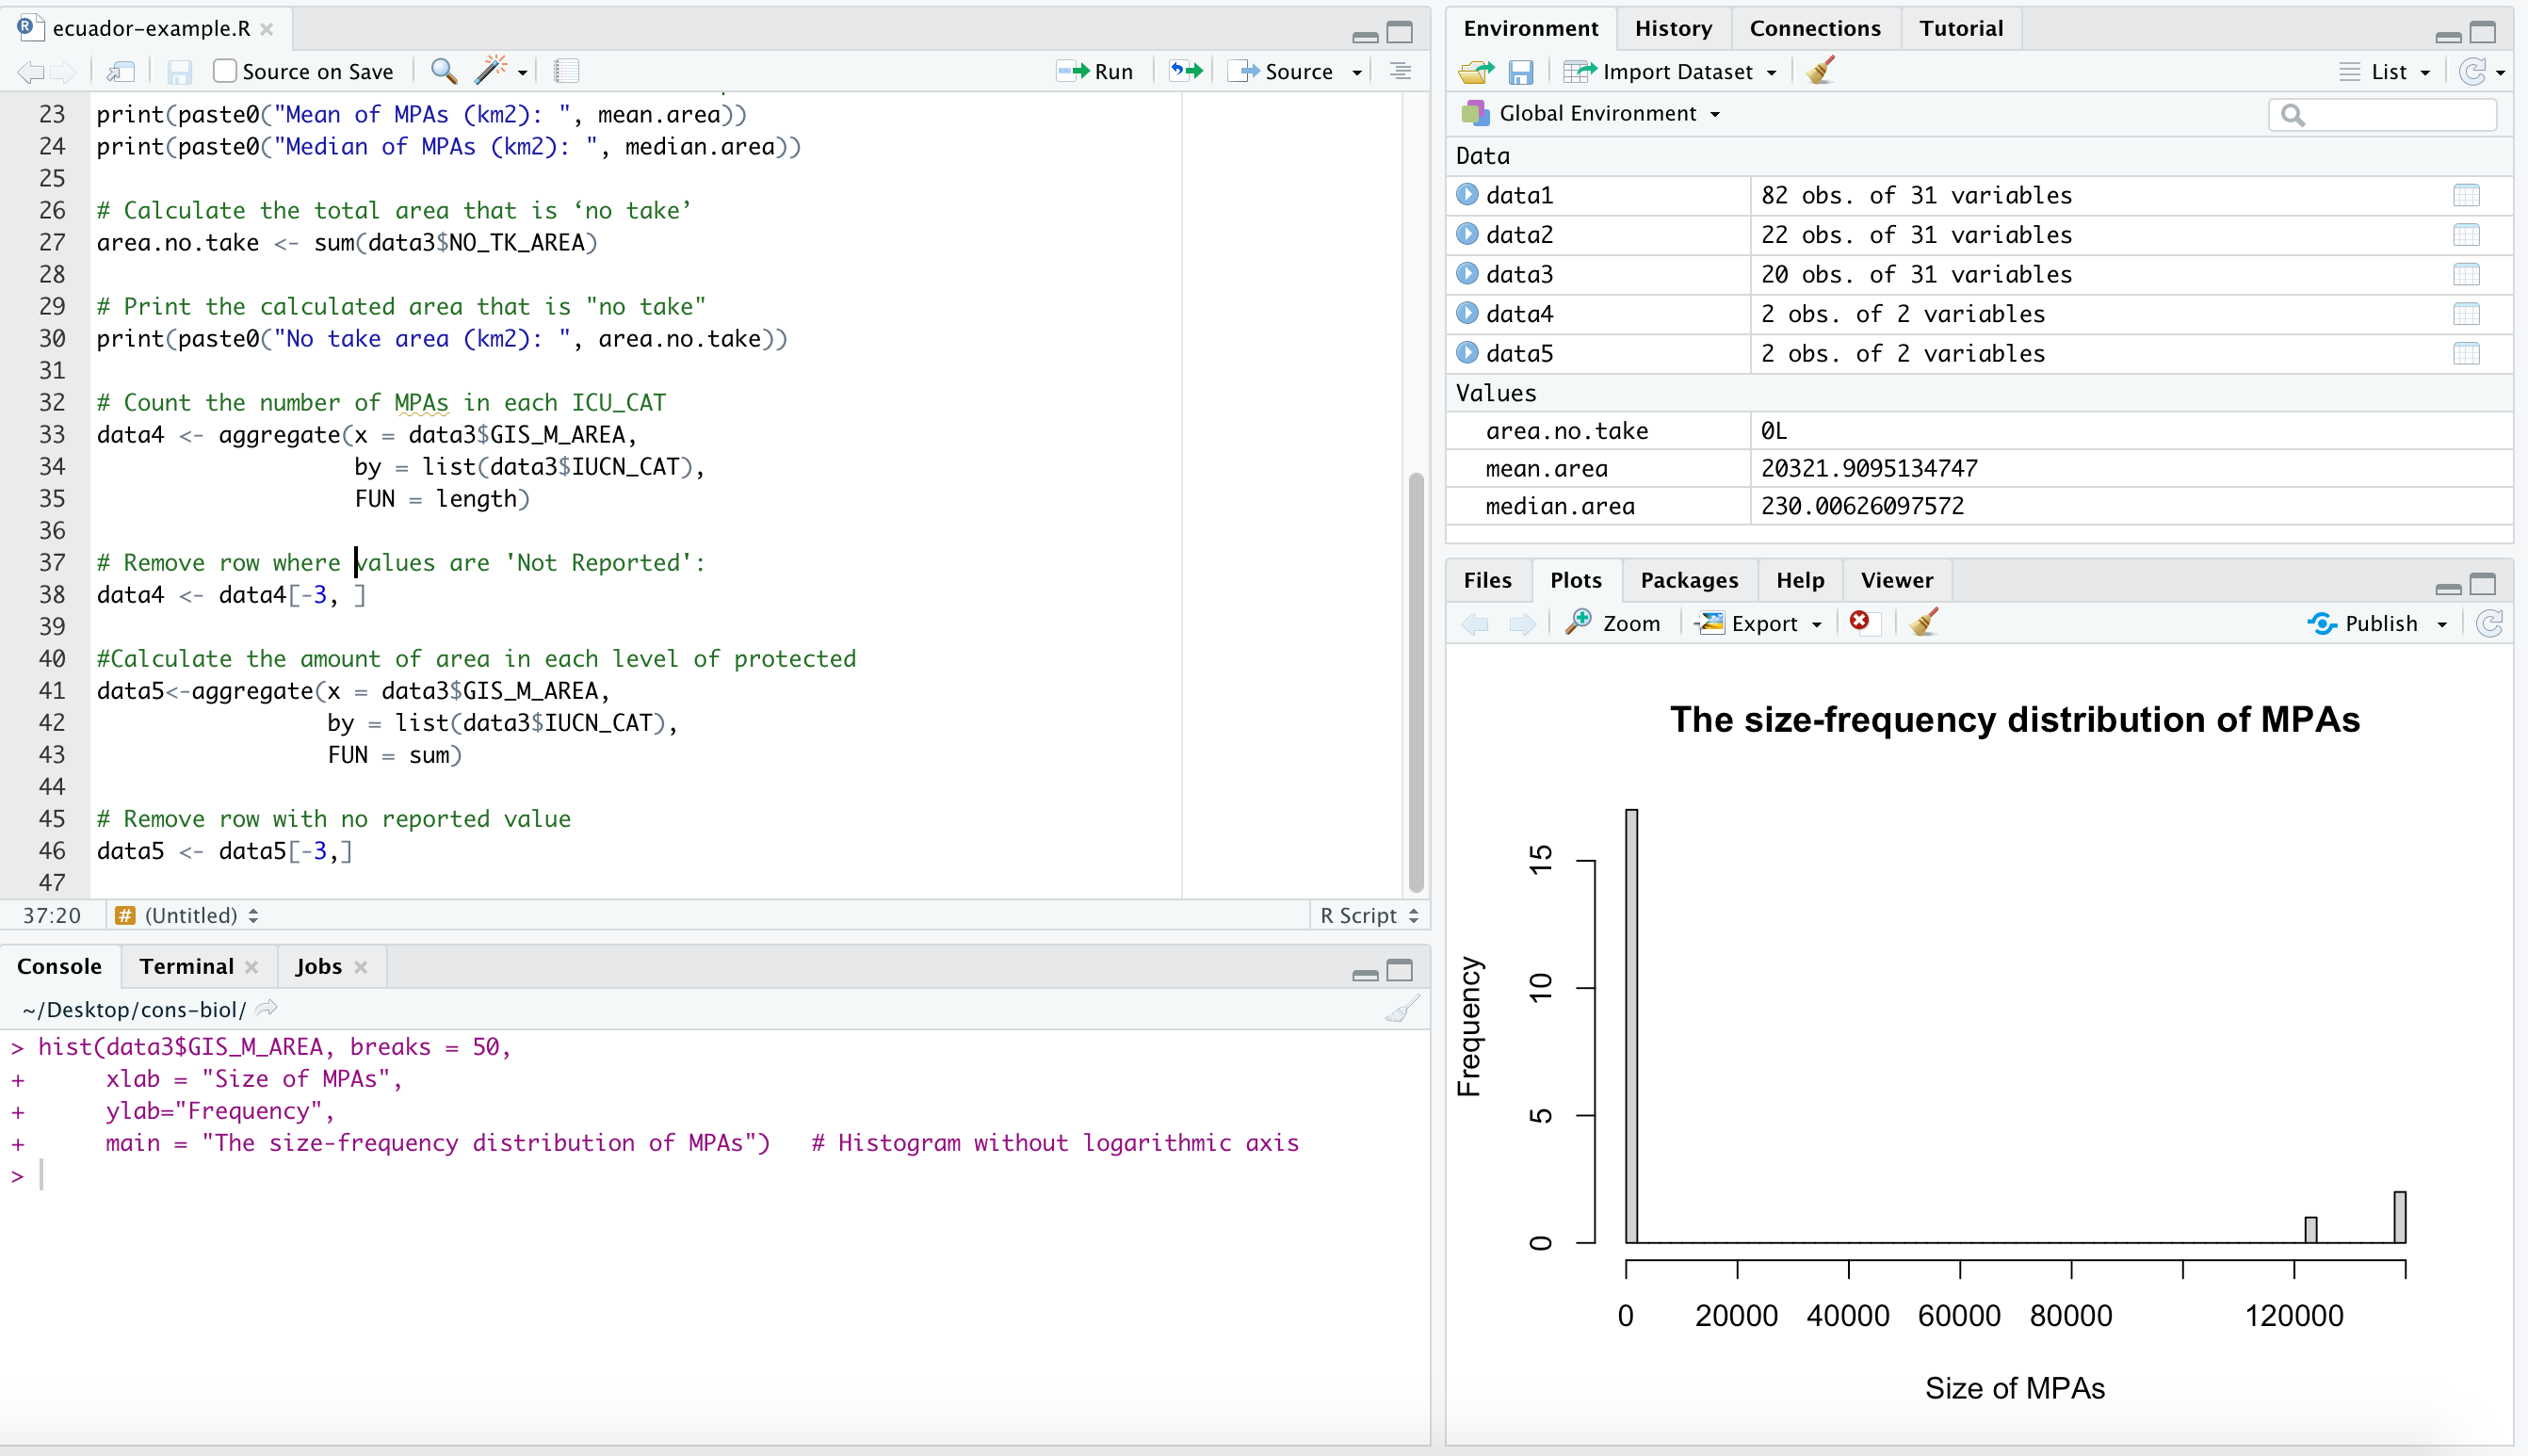 ecuador-example.R
Source on Save
Run
Source
23 print(paste0("Mean of MPAs (km2): ", mean.area))
24 print(paste0("Median of MPAs (km2): ", median.area))
25
26 # Calculate the total area that is ‘no take’
27 area.no.take <- sum(data3$NO_TK_AREA)
28
29 # Print the calculated area that is "no take"
30 print(paste0("No take area (km2): ", area.no.take))
31
32 # Count the number of MPAs in each ICU_CAT
33 data4 <- aggregate(x = data3$GIS_M_AREA,
34 by = list(data3$IUCN_CAT),
35 FUN = length)
36
37 # Remove row where values are 'Not Reported':
38 data4 <- data4[-3, ]
39
40 #Calculate the amount of area in each level of protected
41 data5<-aggregate(x = data3$GIS_M_AREA,
42 by = list(data3$IUCN_CAT),
43 FUN = sum)
44
45 # Remove row with no reported value
46 data5 <- data5[-3,]
47
37:20 # (Untitled) R Script
Console Terminal Jobs
~/Desktop/cons-biol/
> hist(data3$GIS_M_AREA, breaks = 50,
+ xlab = "Size of MPAs",
+ ylab="Frequency",
+ main = "The size-frequency distribution of MPAs") # Histogram without logarithmic axis
>
Environment History Connections Tutorial
Import Dataset List
Global Environment
Data
data1 82 obs. of 31 variables
data2 22 obs. of 31 variables
data3 20 obs. of 31 variables
data4 2 obs. of 2 variables
data5 2 obs. of 2 variables
Values
area.no.take 0L
mean.area 20321.9095134747
median.area 230.00626097572
Files Plots Packages Help Viewer
Zoom Export Publish
The size-frequency distribution of MPAs
Frequency
15
10
5
0
0 20000 40000 60000 80000 120000
Size of MPAs